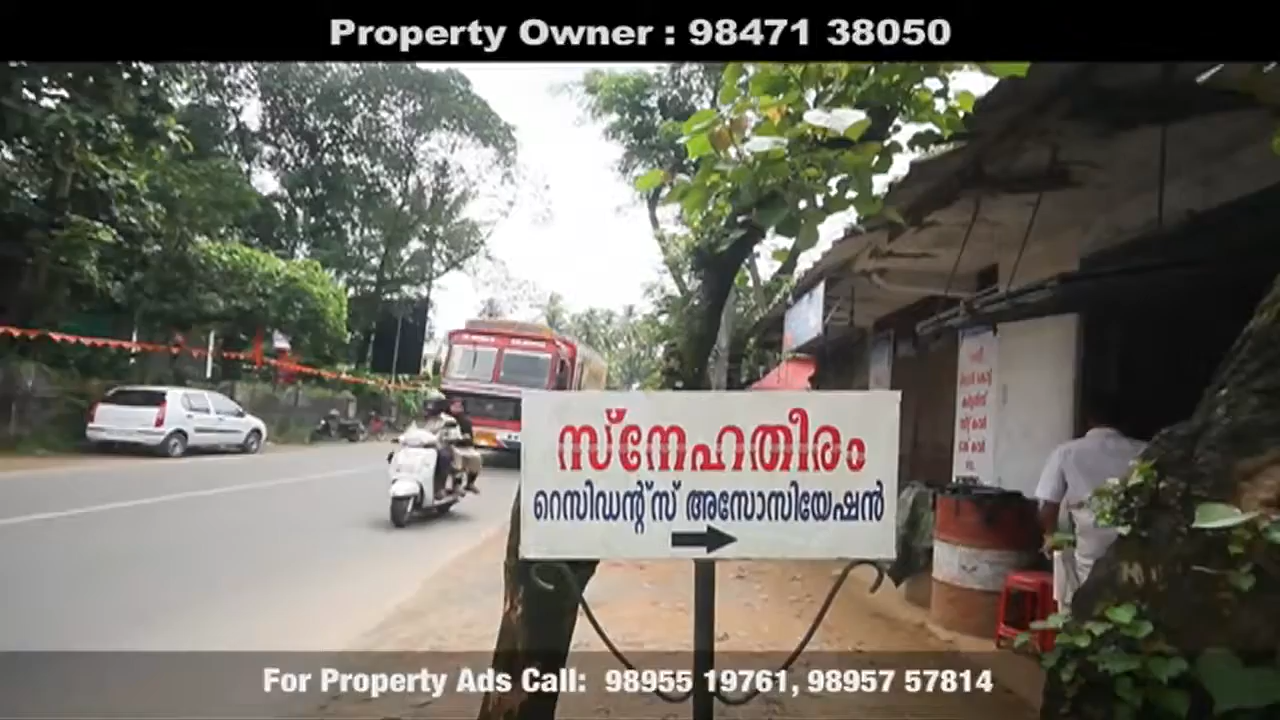 Property Owner : 98471 38050
സ്നേഹതീരം
റെസിഡന്റ്സ് അസോസിയേഷൻ
For Property Ads Call: 98955 19761, 98957 57814